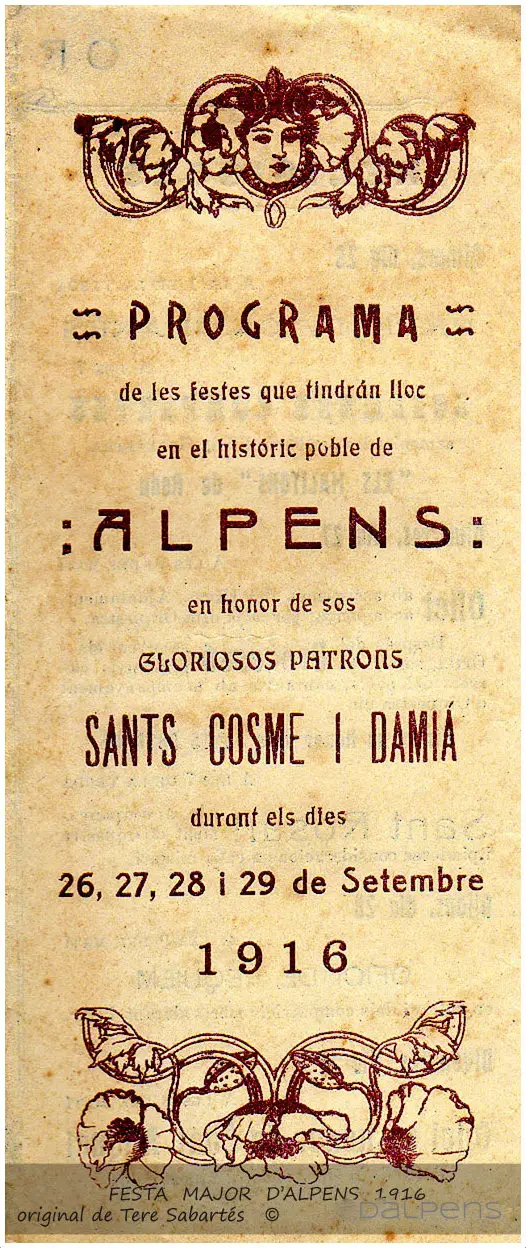 PROGRAMA
de les festes que tindrán lloc
en el históric poble de
:ALPENS:
en honor de sos
GLORIOSOS PATRONS
SANTS COSME I DAMIÁ
durant els dies
26, 27, 28 i 29 de Setembre
1916
FESTA MAJOR D'ALPENS 1916
original de Tere Sabartés ©
DALPENS